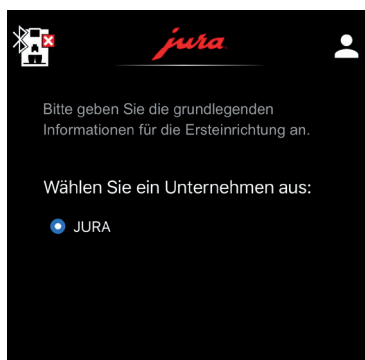 jura
Bitte geben Sie die grundlegenden
Informationen für die Ersteinrichtung an.
Wählen Sie ein Unternehmen aus:
JURA